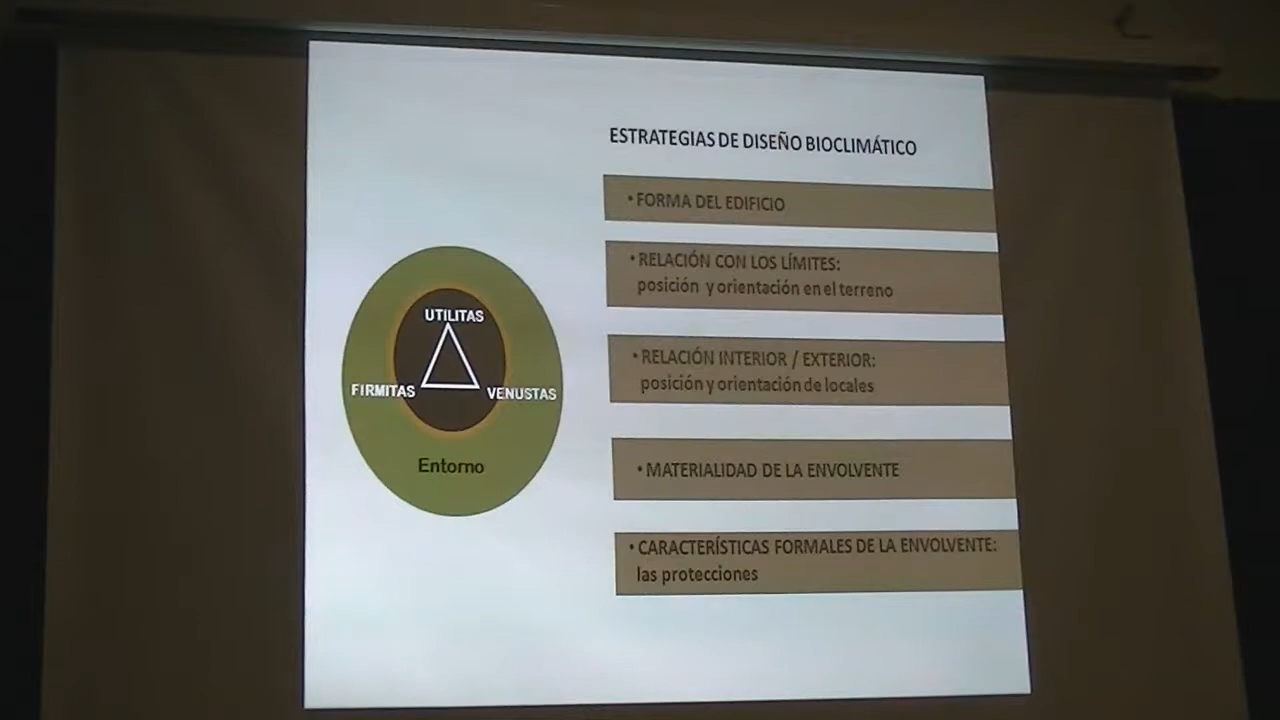 ESTRATEGIAS DE DISEÑO BIOCLIMÁTICO
• FORMA DEL EDIFICIO
• RELACIÓN CON LOS LÍMITES:
posición y orientación en el terreno
• RELACIÓN INTERIOR / EXTERIOR:
posición y orientación de locales
• MATERIALIDAD DE LA ENVOLVENTE
• CARACTERÍSTICAS FORMALES DE LA ENVOLVENTE:
las protecciones
UTILITAS
FIRMITAS
VENUSTAS
Entorno